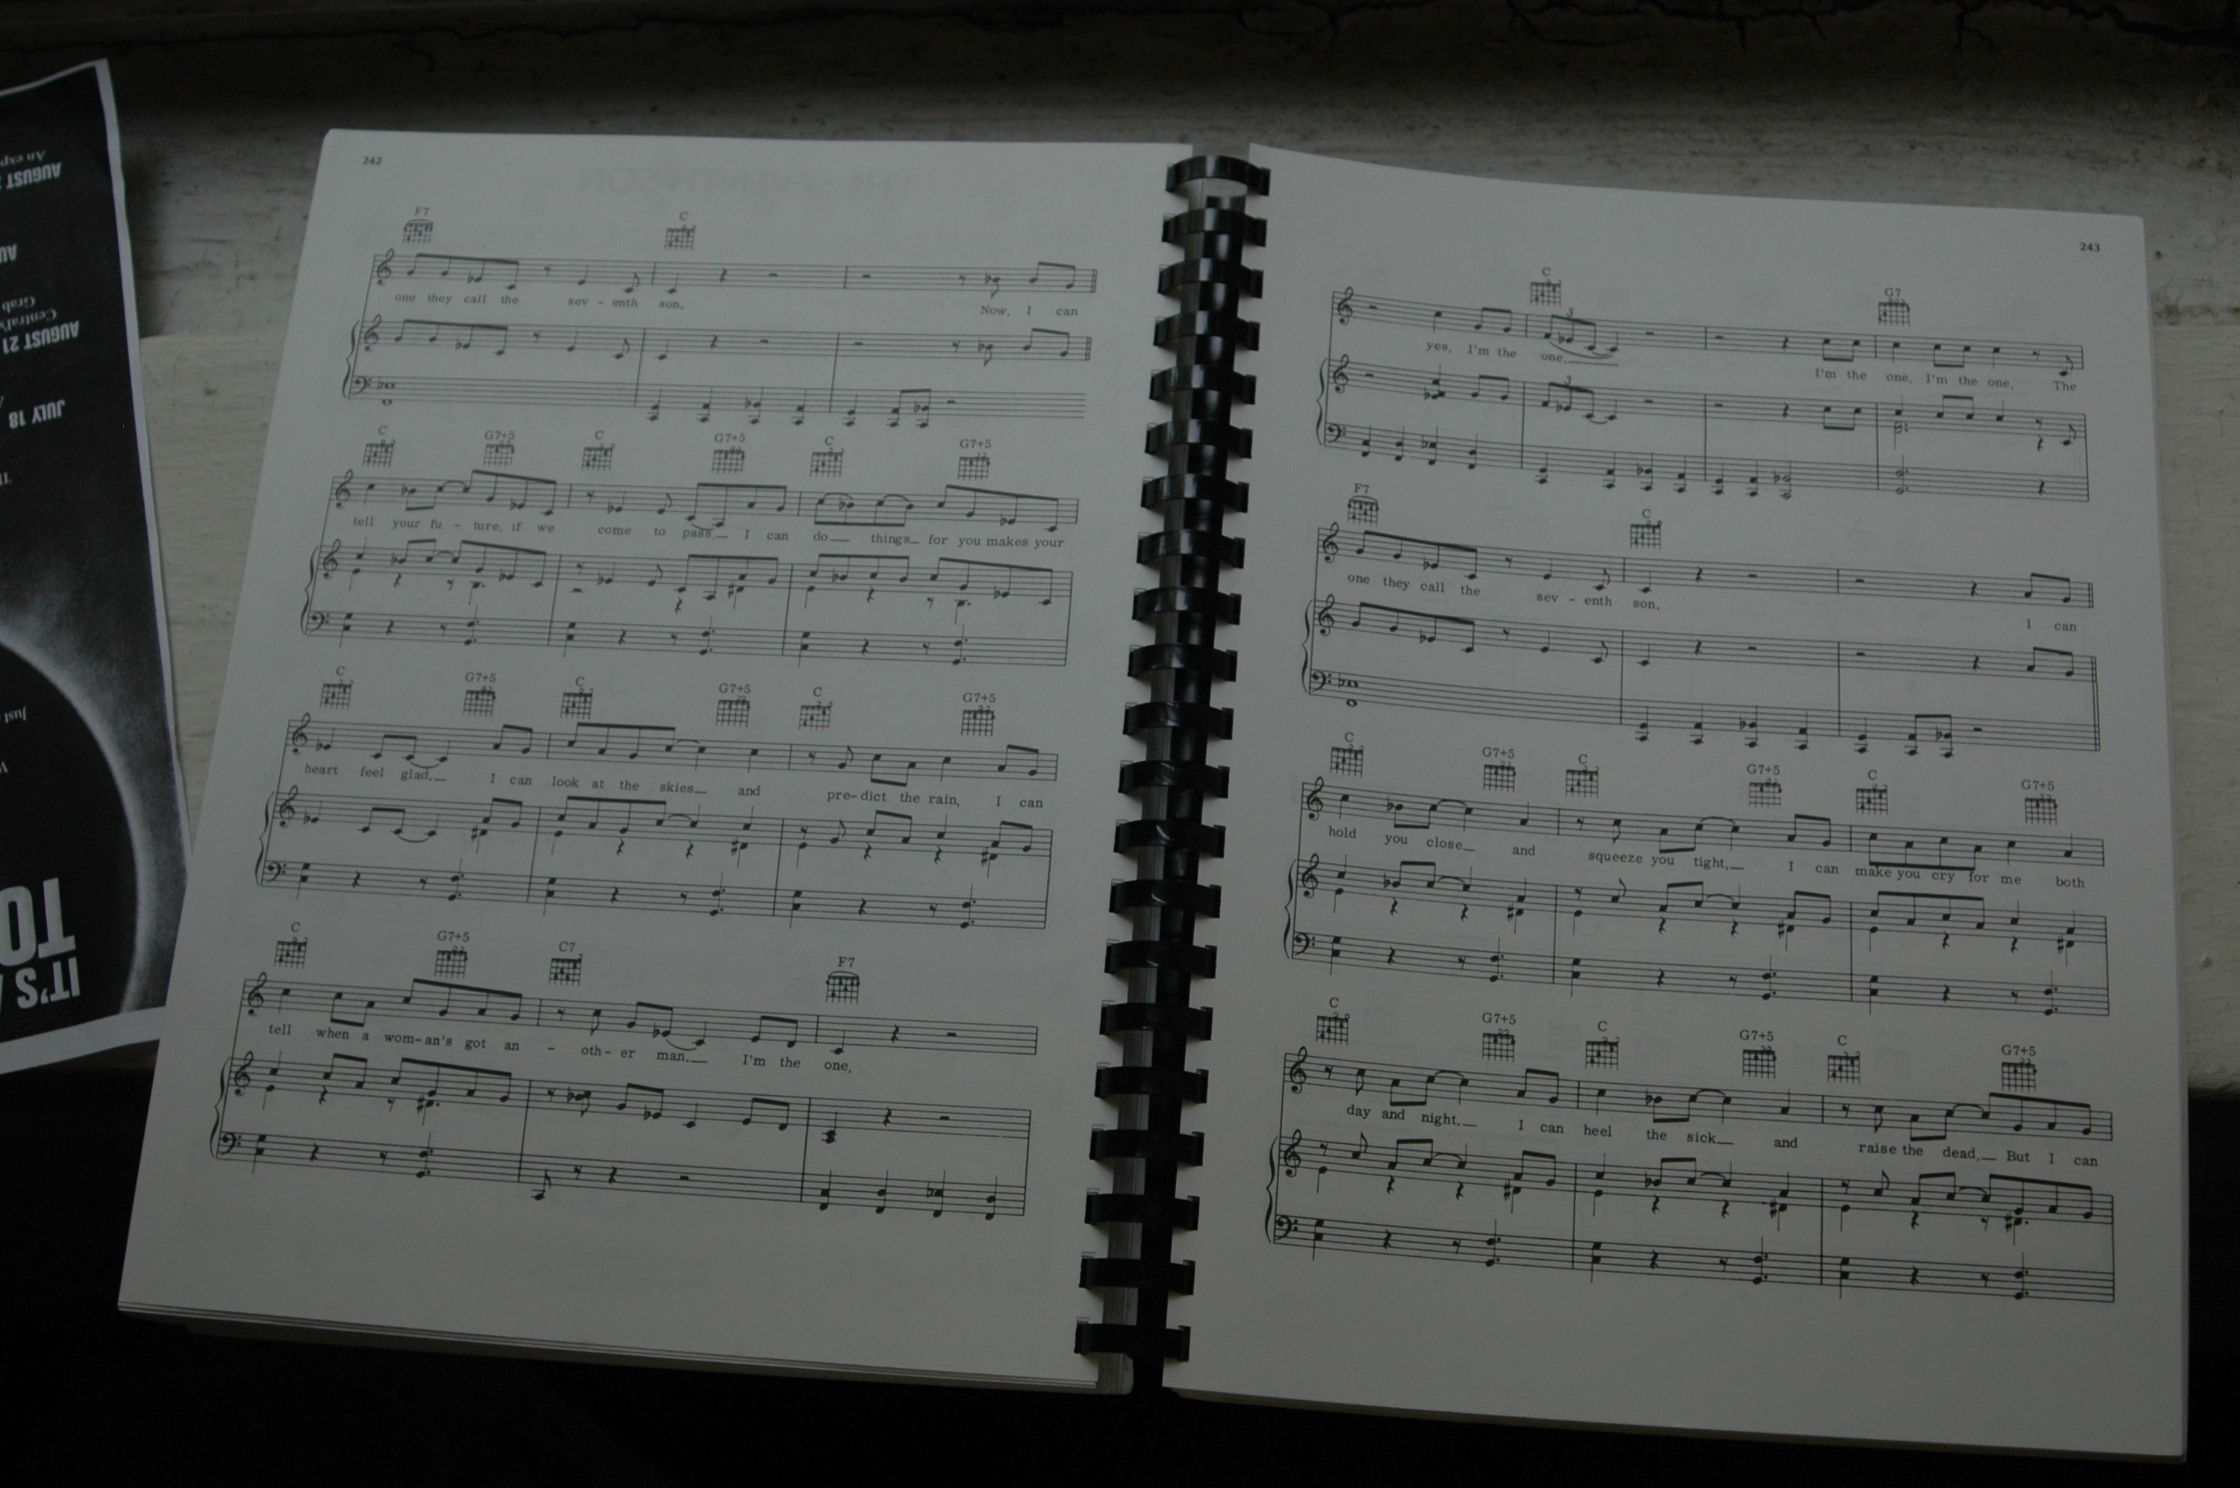 242
F7 C
one they call the sev - enth son. Now, I can
C G7+5 C G7+5 C G7+5
tell your fu - ture, if we come to pass. I can do things for you makes your
C G7+5 C G7+5 C G7+5
heart feel glad. I can look at the skies and pre-dict the rain, I can
C G7+5 C7 F7
tell when a wom-an's got an - oth-er man. I'm the one,
243
C G7
yes, I'm the one. I'm the one, I'm the one, The
F7 C
one they call the sev - enth son. I can
C G7+5 C G7+5 C G7+5
hold you close and squeeze you tight, I can make you cry for me both
C G7+5 C G7+5 C G7+5
day and night. I can heel the sick and raise the dead, But I can
IT'S
TO
JULY 18
AUGUST 21
Central's
Grab
AU
AUGUST
An exp
Just